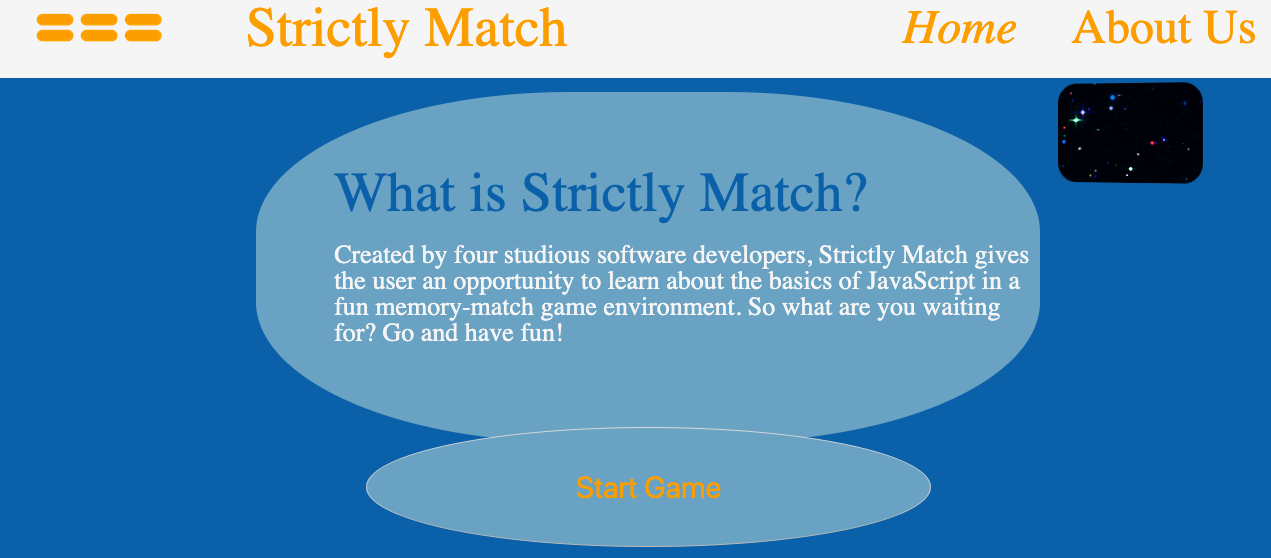 === Strictly Match Home About Us
What is Strictly Match?
Created by four studious software developers, Strictly Match gives
the user an opportunity to learn about the basics of JavaScript in a
fun memory-match game environment. So what are you waiting
for? Go and have fun!
Start Game